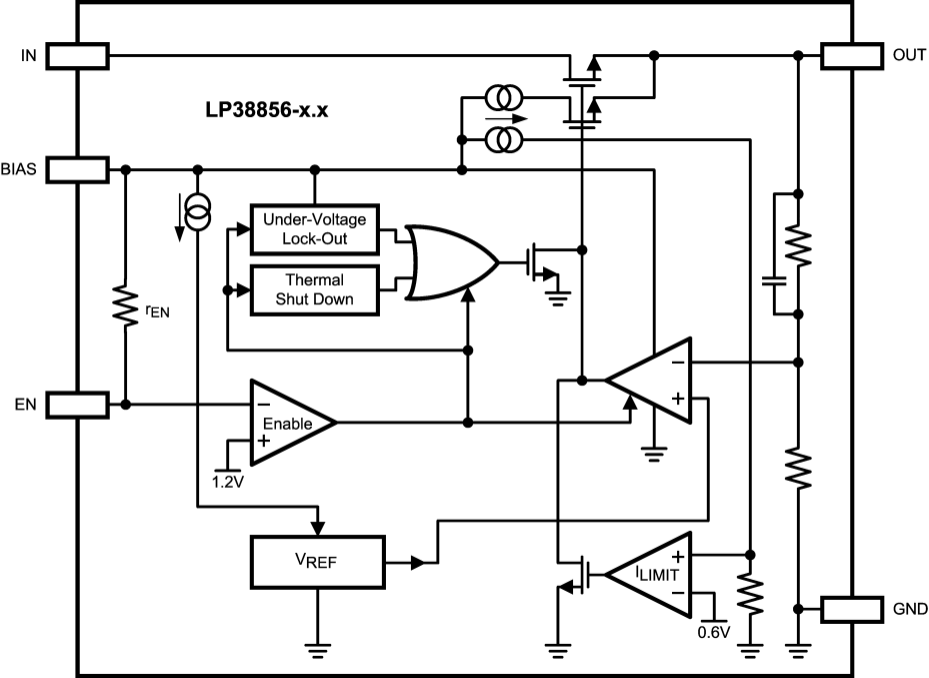 IN
OUT
LP38856-x.x
BIAS
Under-Voltage
Lock-Out
Thermal
Shut Down
rEN
EN
−
+
Enable
−
+
1.2V
VREF
+
ILIMIT
−
0.6V
GND